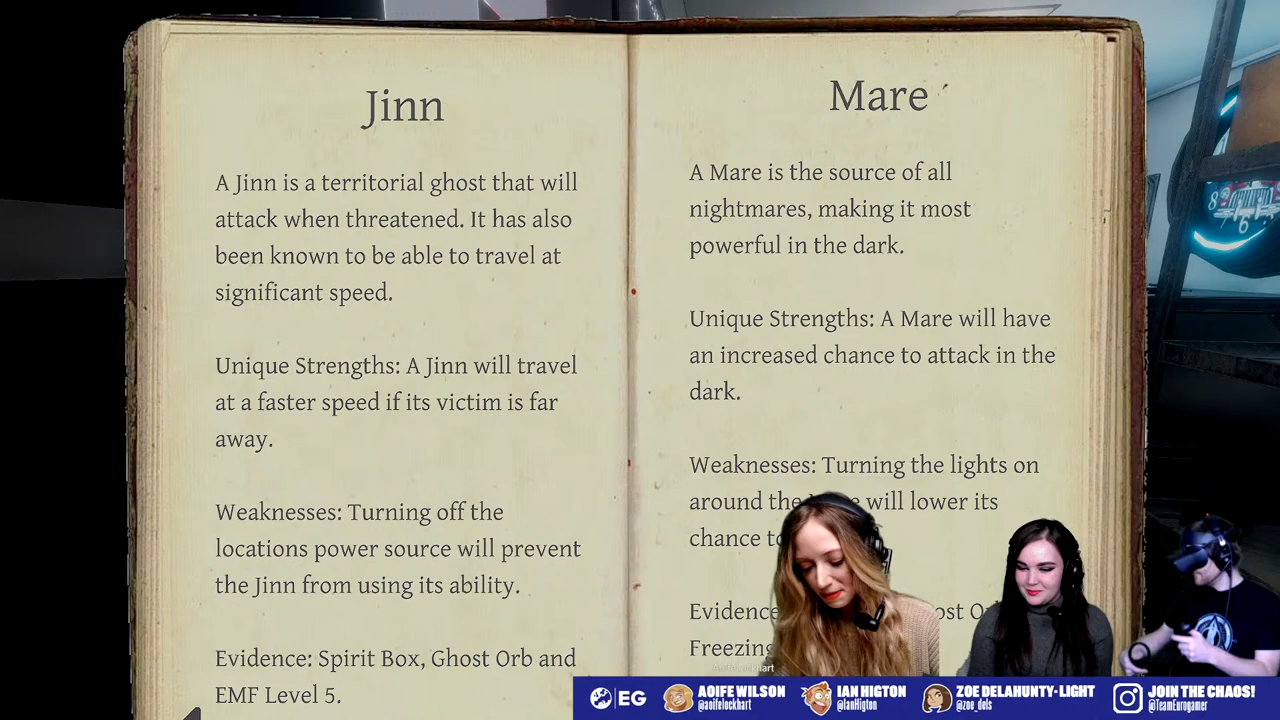 Jinn
A Jinn is a territorial ghost that will
attack when threatened. It has also
been known to be able to travel at
significant speed.
Unique Strengths: A Jinn will travel
at a faster speed if its victim is far
away.
Weaknesses: Turning off the
locations power source will prevent
the Jinn from using its ability.
Evidence: Spirit Box, Ghost Orb and
EMF Level 5.
Mare
A Mare is the source of all
nightmares, making it most
powerful in the dark.
Unique Strengths: A Mare will have
an increased chance to attack in the
dark.
Weaknesses: Turning the lights on
around the will lower its
chance
Evidence
Freezing
EG
AOIFE WILSON
@aoifelockhart
IAN HIGTON
@IanHigton
ZOE DELAHUNTY-LIGHT
@zoe_dels
JOIN THE CHAOS!
@TeamEurogamer